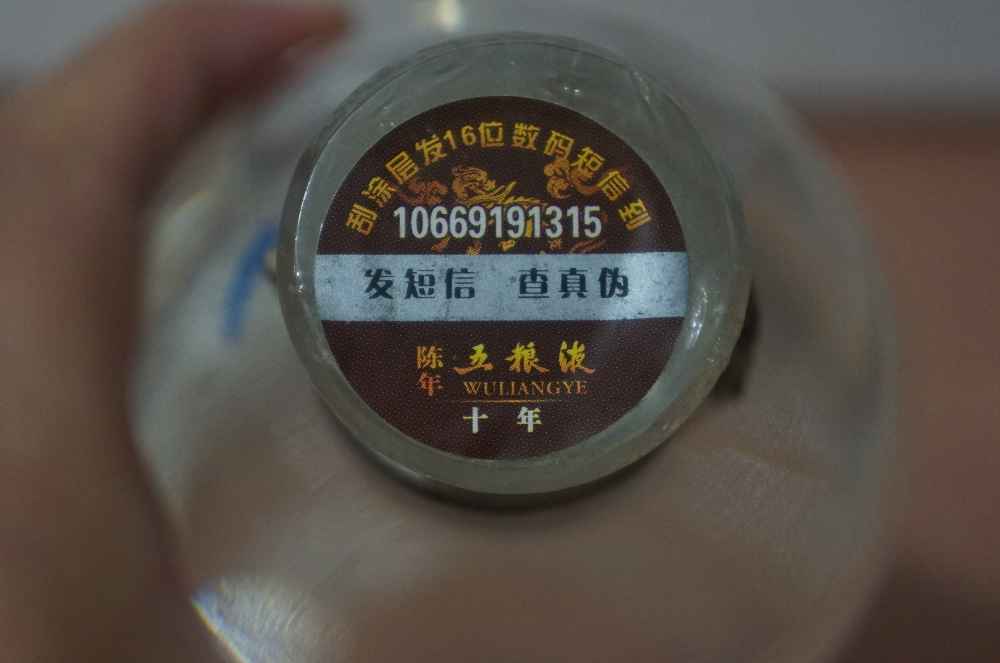 刮涂层发16位数码短信到
10669191315
发短信 查真伪
陈年 五粮液
WULIANGYE
十年